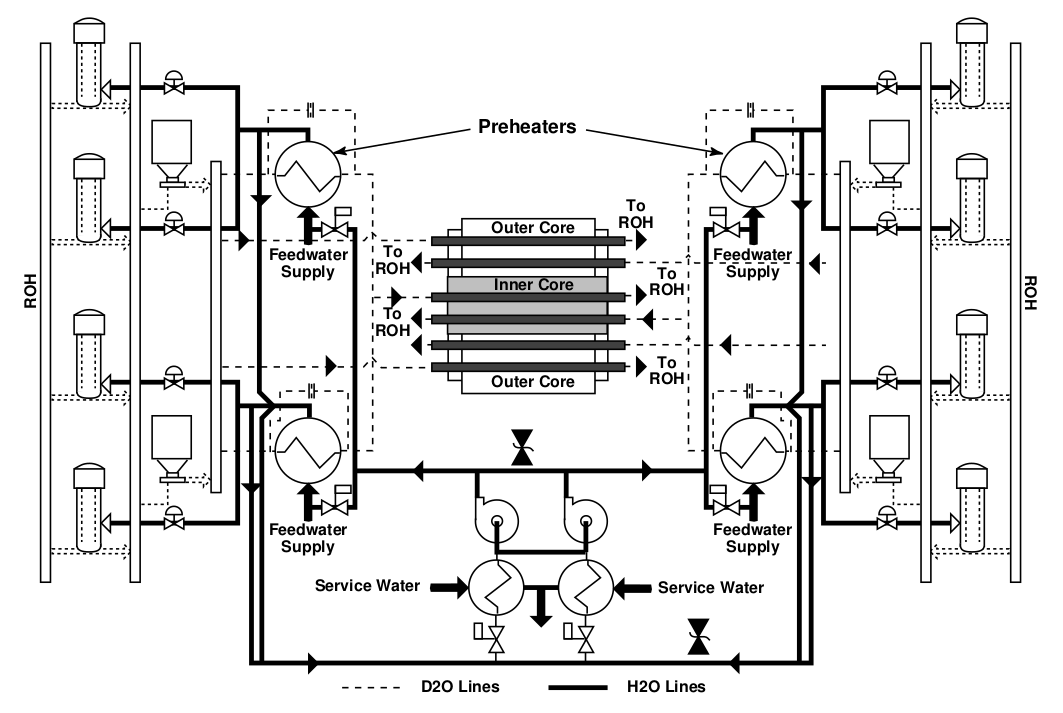 Preheaters
To
ROH
Outer Core
Feedwater
Supply
To
ROH
Feedwater
Supply
ROH
Inner Core
To
ROH
ROH
To
ROH
Outer Core
To
ROH
Feedwater
Supply
Feedwater
Supply
Service Water
Service Water
D2O Lines
H2O Lines